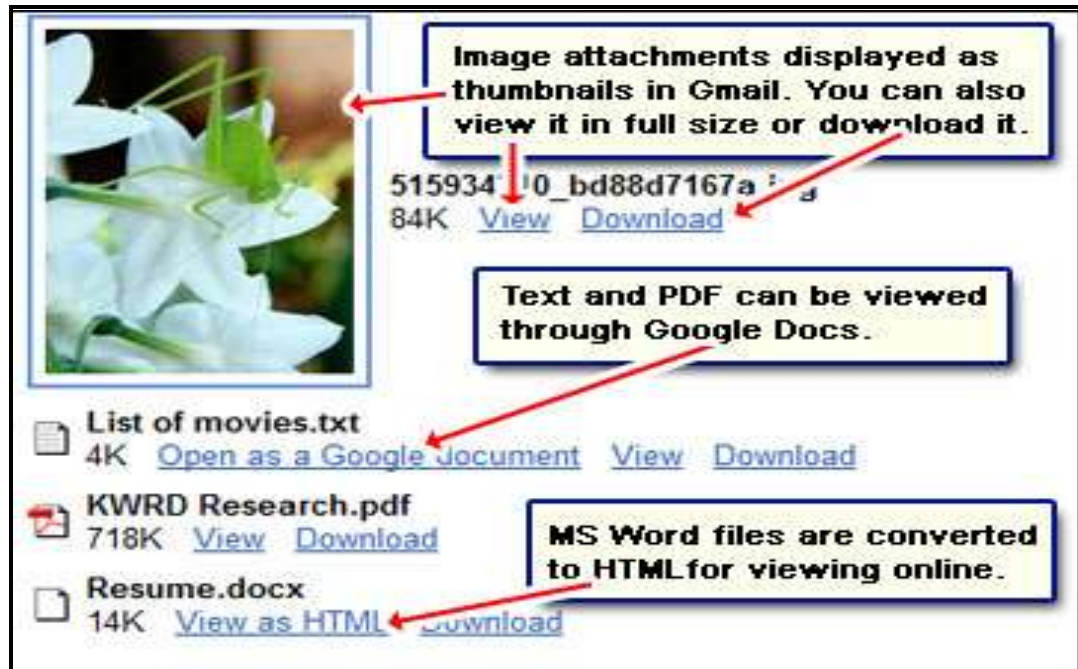 Image attachments displayed as
thumbnails in Gmail. You can also
view it in full size or download it.
84K View Download
Text and PDF can be viewed
through Google Docs.
List of movies.txt
4K Open as a Google document View Download
KWRD Research.pdf
718K View Download
MS Word files are converted
to HTMLfor viewing online.
Resume.docx
14K View as HTML Download